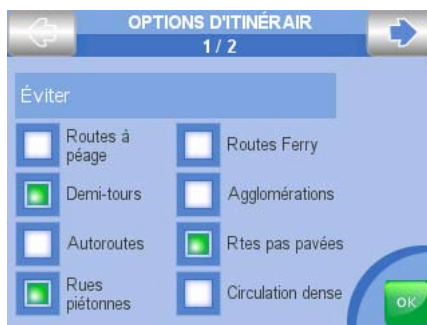 OPTIONS D'ITINÉRAIR
1 / 2
Éviter
Routes à
péage
Routes Ferry
Demi-tours
Agglomérations
Autoroutes
Rtes pas pavées
Rues
piétonnes
Circulation dense
OK